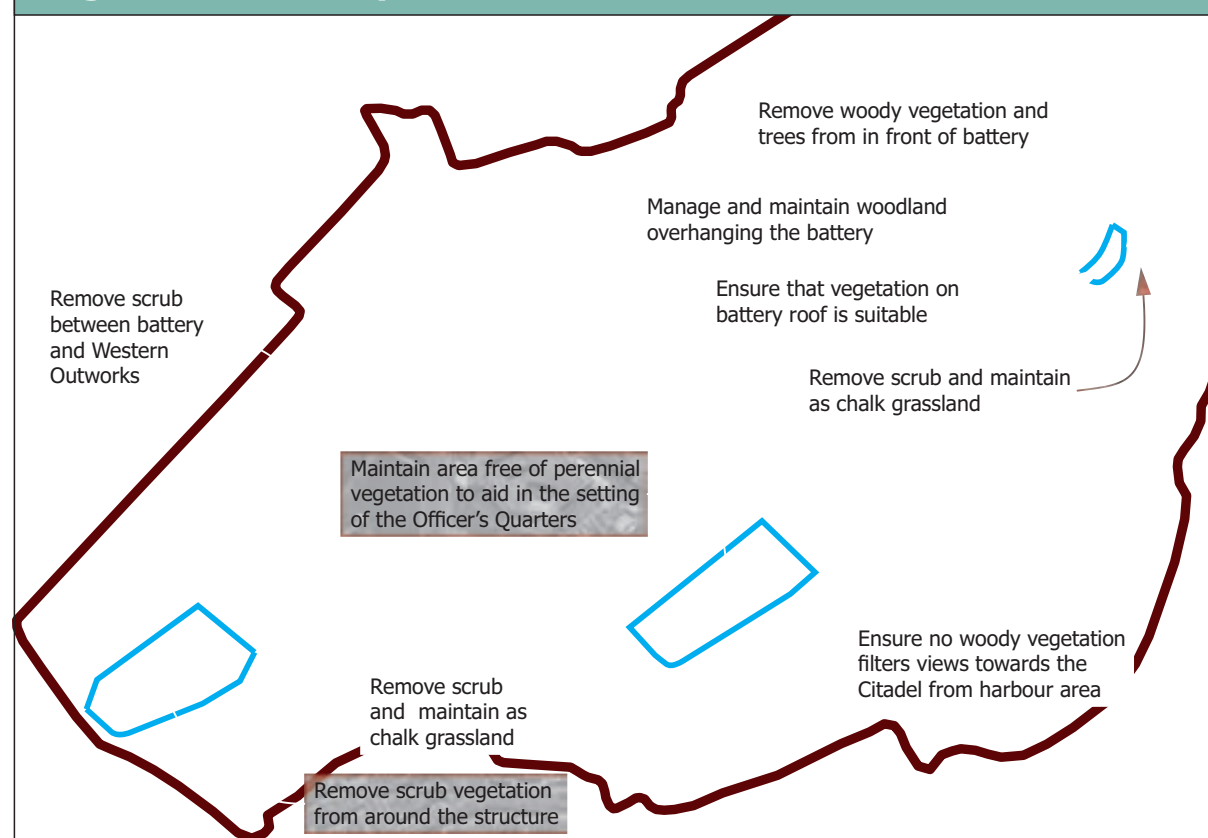 Remove woody vegetation and
trees from in front of battery
Manage and maintain woodland
overhanging the battery
Ensure that vegetation on
battery roof is suitable
Remove scrub
between battery
and Western
Outworks
Remove scrub and maintain
as chalk grassland
Maintain area free of perennial
vegetation to aid in the setting
of the Officer's Quarters
Ensure no woody vegetation
filters views towards the
Citadel from harbour area
Remove scrub
and maintain as
chalk grassland
Remove scrub vegetation
from around the structure